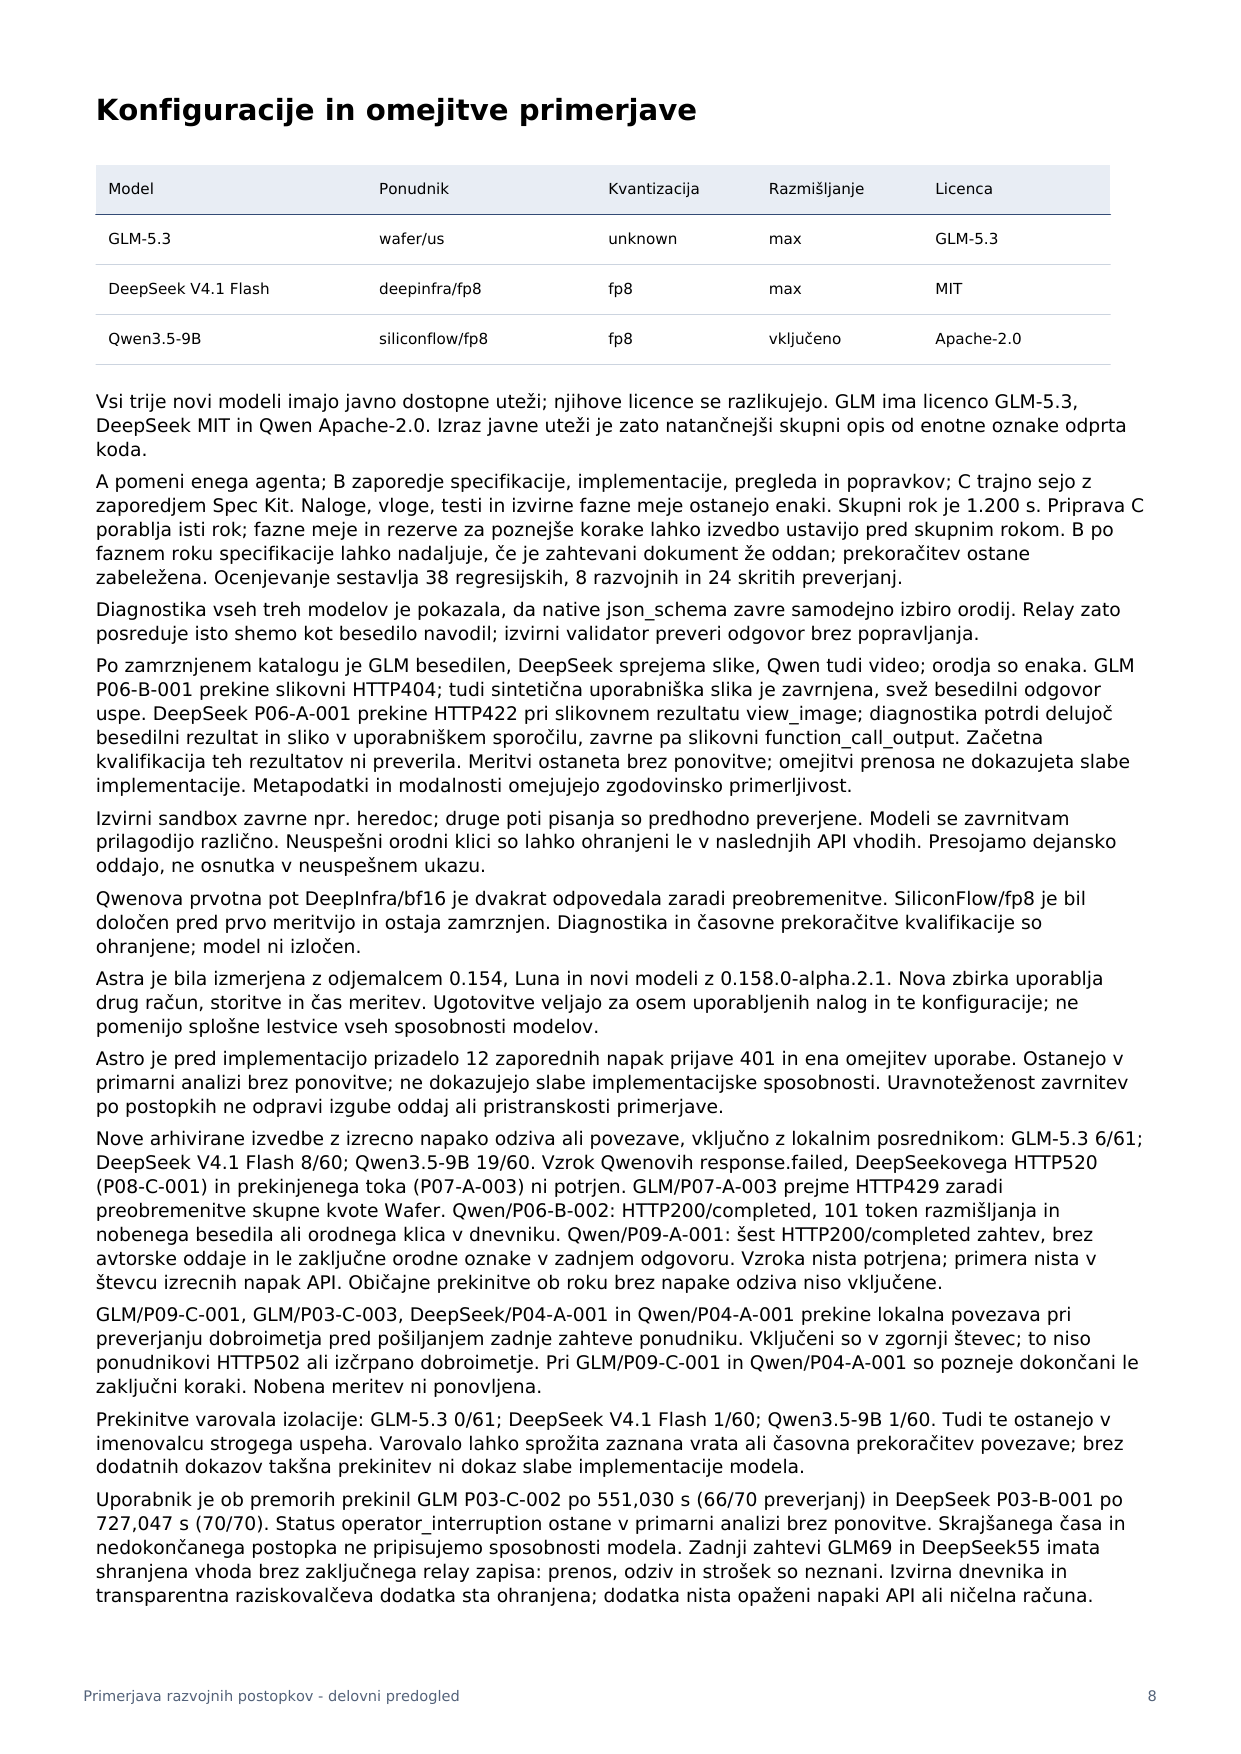 Konfiguracije in omejitve primerjave
Model Ponudnik Kvantizacija Razmišljanje Licenca
GLM-5.3 wafer/us unknown max GLM-5.3
DeepSeek V4.1 Flash deepinfra/fp8 fp8 max MIT
Qwen3.5-9B siliconflow/fp8 fp8 vključeno Apache-2.0
Vsi trije novi modeli imajo javno dostopne uteži; njihove licence se razlikujejo. GLM ima licenco GLM-5.3,
DeepSeek MIT in Qwen Apache-2.0. Izraz javne uteži je zato natančnejši skupni opis od enotne oznake odprta
koda.
A pomeni enega agenta; B zaporedje specifikacije, implementacije, pregleda in popravkov; C trajno sejo z
zaporedjem Spec Kit. Naloge, vloge, testi in izvirne fazne meje ostanejo enaki. Skupni rok je 1.200 s. Priprava C
porablja isti rok; fazne meje in rezerve za poznejše korake lahko izvedbo ustavijo pred skupnim rokom. B po
faznem roku specifikacije lahko nadaljuje, če je zahtevani dokument že oddan; prekoračitev ostane
zabeležena. Ocenjevanje sestavlja 38 regresijskih, 8 razvojnih in 24 skritih preverjanj.
Diagnostika vseh treh modelov je pokazala, da native json_schema zavre samodejno izbiro orodij. Relay zato
posreduje isto shemo kot besedilo navodil; izvirni validator preveri odgovor brez popravljanja.
Po zamrznjenem katalogu je GLM besedilen, DeepSeek sprejema slike, Qwen tudi video; orodja so enaka. GLM
P06-B-001 prekine slikovni HTTP404; tudi sintetična uporabniška slika je zavrnjena, svež besedilni odgovor
uspe. DeepSeek P06-A-001 prekine HTTP422 pri slikovnem rezultatu view_image; diagnostika potrdi delujoč
besedilni rezultat in sliko v uporabniškem sporočilu, zavrne pa slikovni function_call_output. Začetna
kvalifikacija teh rezultatov ni preverila. Meritvi ostaneta brez ponovitve; omejitvi prenosa ne dokazujeta slabe
implementacije. Metapodatki in modalnosti omejujejo zgodovinsko primerljivost.
Izvirni sandbox zavrne npr. heredoc; druge poti pisanja so predhodno preverjene. Modeli se zavrnitvam
prilagodijo različno. Neuspešni orodni klici so lahko ohranjeni le v naslednjih API vhodih. Presojamo dejansko
oddajo, ne osnutka v neuspešnem ukazu.
Qwenova prvotna pot DeepInfra/bf16 je dvakrat odpovedala zaradi preobremenitve. SiliconFlow/fp8 je bil
določen pred prvo meritvijo in ostaja zamrznjen. Diagnostika in časovne prekoračitve kvalifikacije so
ohranjene; model ni izločen.
Astra je bila izmerjena z odjemalcem 0.154, Luna in novi modeli z 0.158.0-alpha.2.1. Nova zbirka uporablja
drug račun, storitve in čas meritev. Ugotovitve veljajo za osem uporabljenih nalog in te konfiguracije; ne
pomenijo splošne lestvice vseh sposobnosti modelov.
Astro je pred implementacijo prizadelo 12 zaporednih napak prijave 401 in ena omejitev uporabe. Ostanejo v
primarni analizi brez ponovitve; ne dokazujejo slabe implementacijske sposobnosti. Uravnoteženost zavrnitev
po postopkih ne odpravi izgube oddaj ali pristranskosti primerjave.
Nove arhivirane izvedbe z izrecno napako odziva ali povezave, vključno z lokalnim posrednikom: GLM-5.3 6/61;
DeepSeek V4.1 Flash 8/60; Qwen3.5-9B 19/60. Vzrok Qwenovih response.failed, DeepSeekovega HTTP520
(P08-C-001) in prekinjenega toka (P07-A-003) ni potrjen. GLM/P07-A-003 prejme HTTP429 zaradi
preobremenitve skupne kvote Wafer. Qwen/P06-B-002: HTTP200/completed, 101 token razmišljanja in
nobenega besedila ali orodnega klica v dnevniku. Qwen/P09-A-001: šest HTTP200/completed zahtev, brez
avtorske oddaje in le zaključne orodne oznake v zadnjem odgovoru. Vzroka nista potrjena; primera nista v
števcu izrecnih napak API. Običajne prekinitve ob roku brez napake odziva niso vključene.
GLM/P09-C-001, GLM/P03-C-003, DeepSeek/P04-A-001 in Qwen/P04-A-001 prekine lokalna povezava pri
preverjanju dobroimetja pred pošiljanjem zadnje zahteve ponudniku. Vključeni so v zgornji števec; to niso
ponudnikovi HTTP502 ali izčrpano dobroimetje. Pri GLM/P09-C-001 in Qwen/P04-A-001 so pozneje dokončani le
zaključni koraki. Nobena meritev ni ponovljena.
Prekinitve varovala izolacije: GLM-5.3 0/61; DeepSeek V4.1 Flash 1/60; Qwen3.5-9B 1/60. Tudi te ostanejo v
imenovalcu strogega uspeha. Varovalo lahko sprožita zaznana vrata ali časovna prekoračitev povezave; brez
dodatnih dokazov takšna prekinitev ni dokaz slabe implementacije modela.
Uporabnik je ob premorih prekinil GLM P03-C-002 po 551,030 s (66/70 preverjanj) in DeepSeek P03-B-001 po
727,047 s (70/70). Status operator_interruption ostane v primarni analizi brez ponovitve. Skrajšanega časa in
nedokončanega postopka ne pripisujemo sposobnosti modela. Zadnji zahtevi GLM69 in DeepSeek55 imata
shranjena vhoda brez zaključnega relay zapisa: prenos, odziv in strošek so neznani. Izvirna dnevnika in
transparentna raziskovalčeva dodatka sta ohranjena; dodatka nista opaženi napaki API ali ničelna računa.
Primerjava razvojnih postopkov - delovni predogled 8